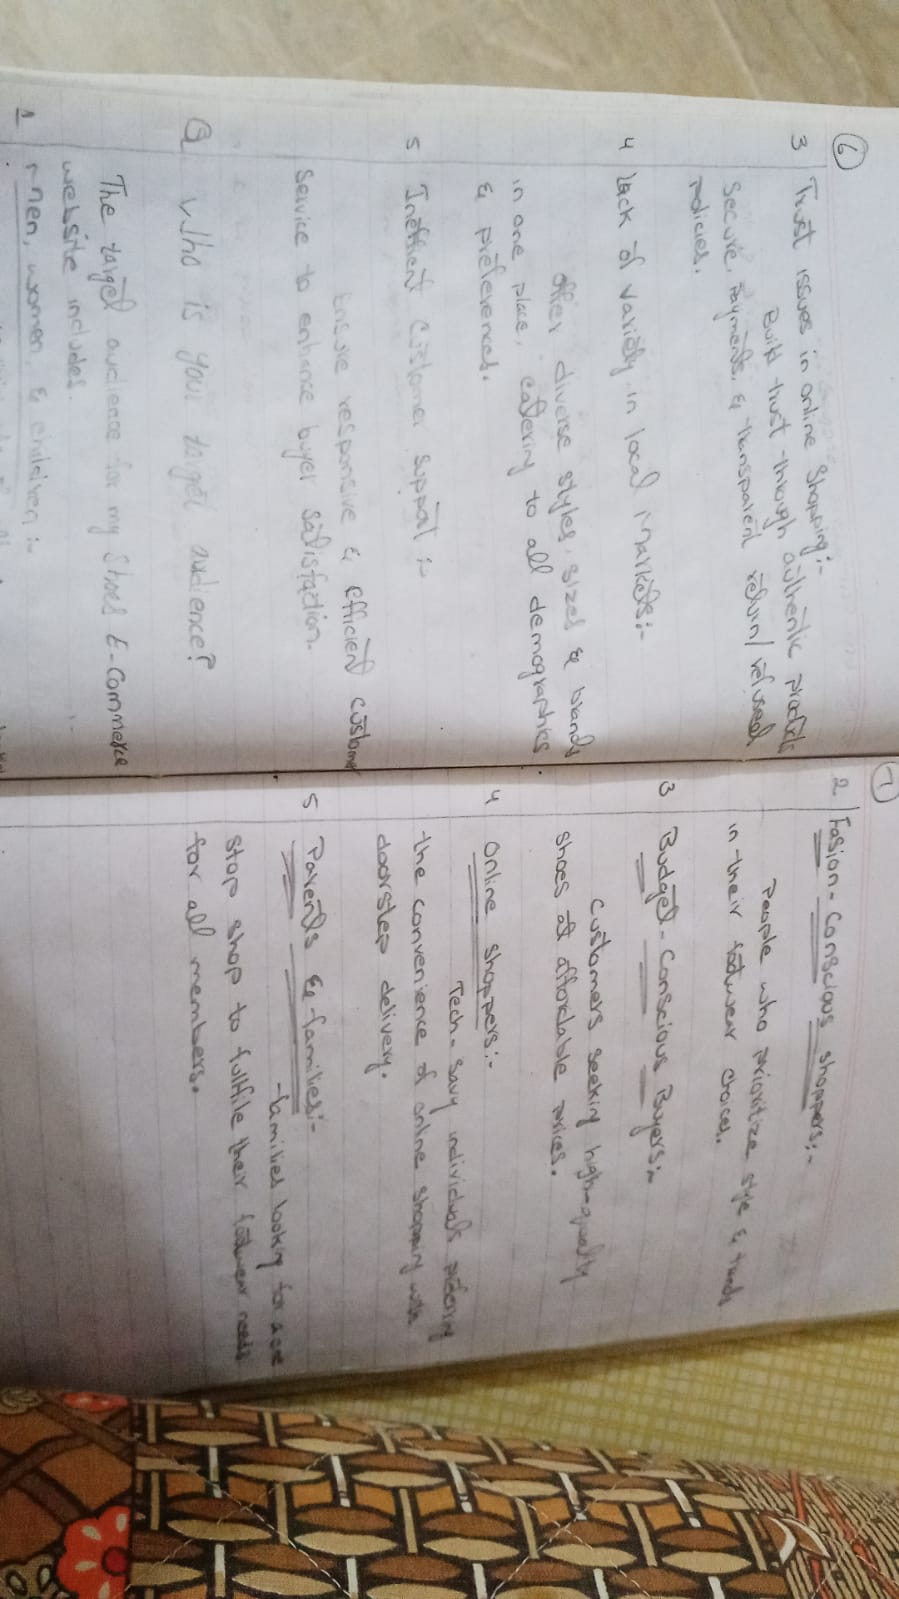 6
3 Trust issues in online Shopping:-
Build trust through authentic products
Secure, Payments, & transparent return/refused
policies.
4 Lack of variety in local Markets:-
offer diverse styles, sizes & brands
in one place, catering to all demographics
& preferences.
5 Inefficient Customer Support :-
Ensure responsive & efficient customer
Service to enhance buyer satisfaction.
Q Who is your target audience?
The target audience for my Shoes E-Commerce
website includes.
1 Men, women, & children :-
7
2 Fasion-Conscious shoppers:-
People who prioritize style & trends
in their footwear choices.
3 Budget-Conscious Buyers:-
Customers seeking high-quality
shoes at affordable prices.
4 Online shoppers:-
Tech-Savy individuals prefering
the convenience of online shopping with
doorstep delivery.
5 Parents & families:-
families looking for a one
stop shop to fulfile their footwear needs
for all members.